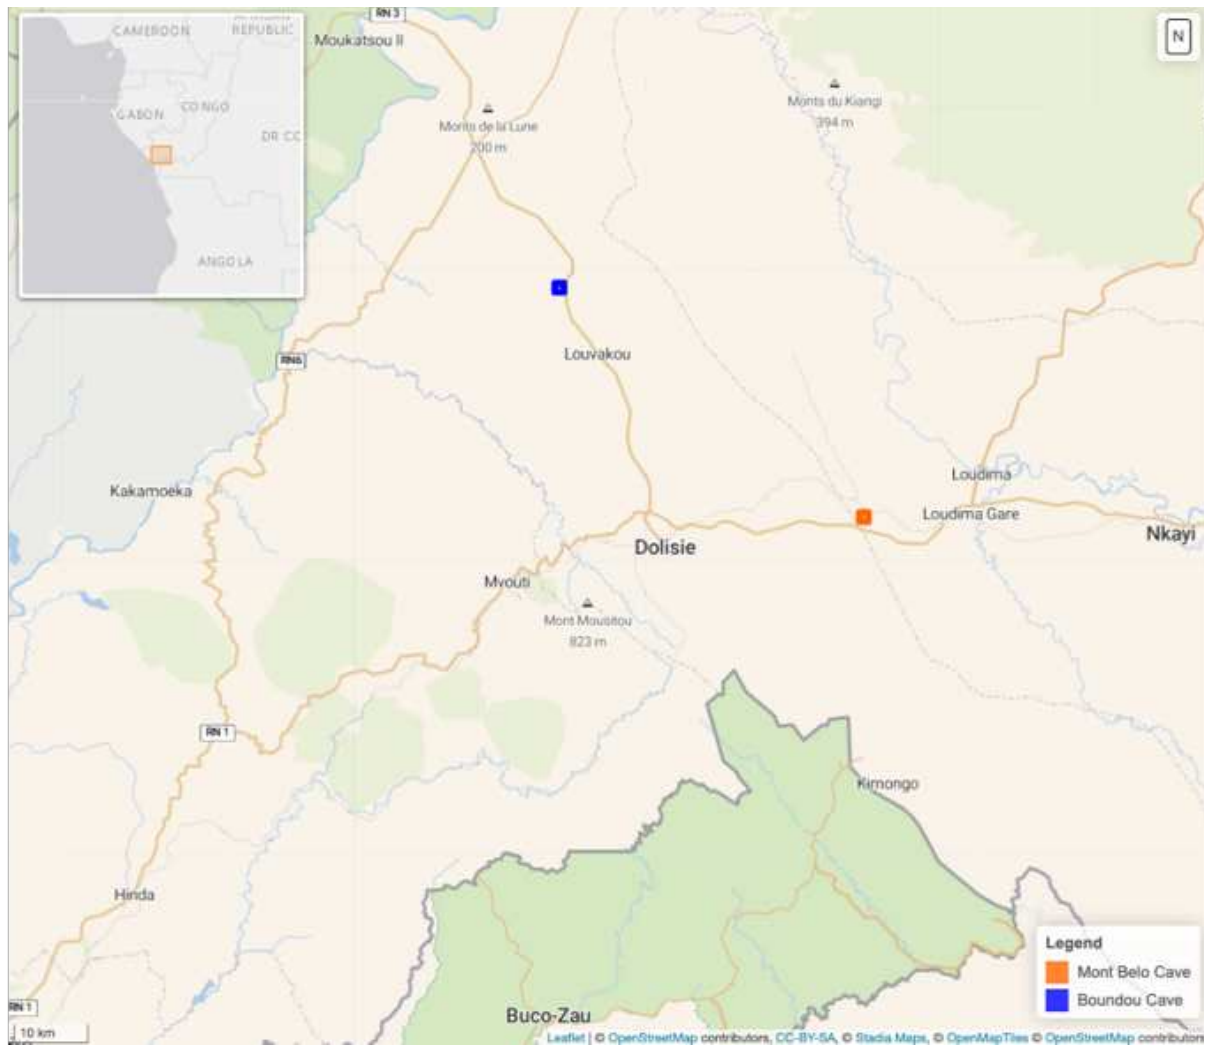 RN 3
CAMEROON
REPUBLIC
N
Moukatsou II
Monts du Kiangi
394 m
GABON
CONGO
Monts de la Lune
200 m
DR CO
ANGOLA
Louvakou
RN6
Loudima
Kakamoeka
Loudima Gare
Nkayi
Dolisie
Mvouti
Mont Mousitou
823 m
RN 1
Kimongo
Hinda
Legend
Mont Belo Cave
Boundou Cave
RN 1
Buco-Zau
10 km
Leaflet | © OpenStreetMap contributors, CC-BY-SA, © Stadia Maps, © OpenMapTiles © OpenStreetMap contributors